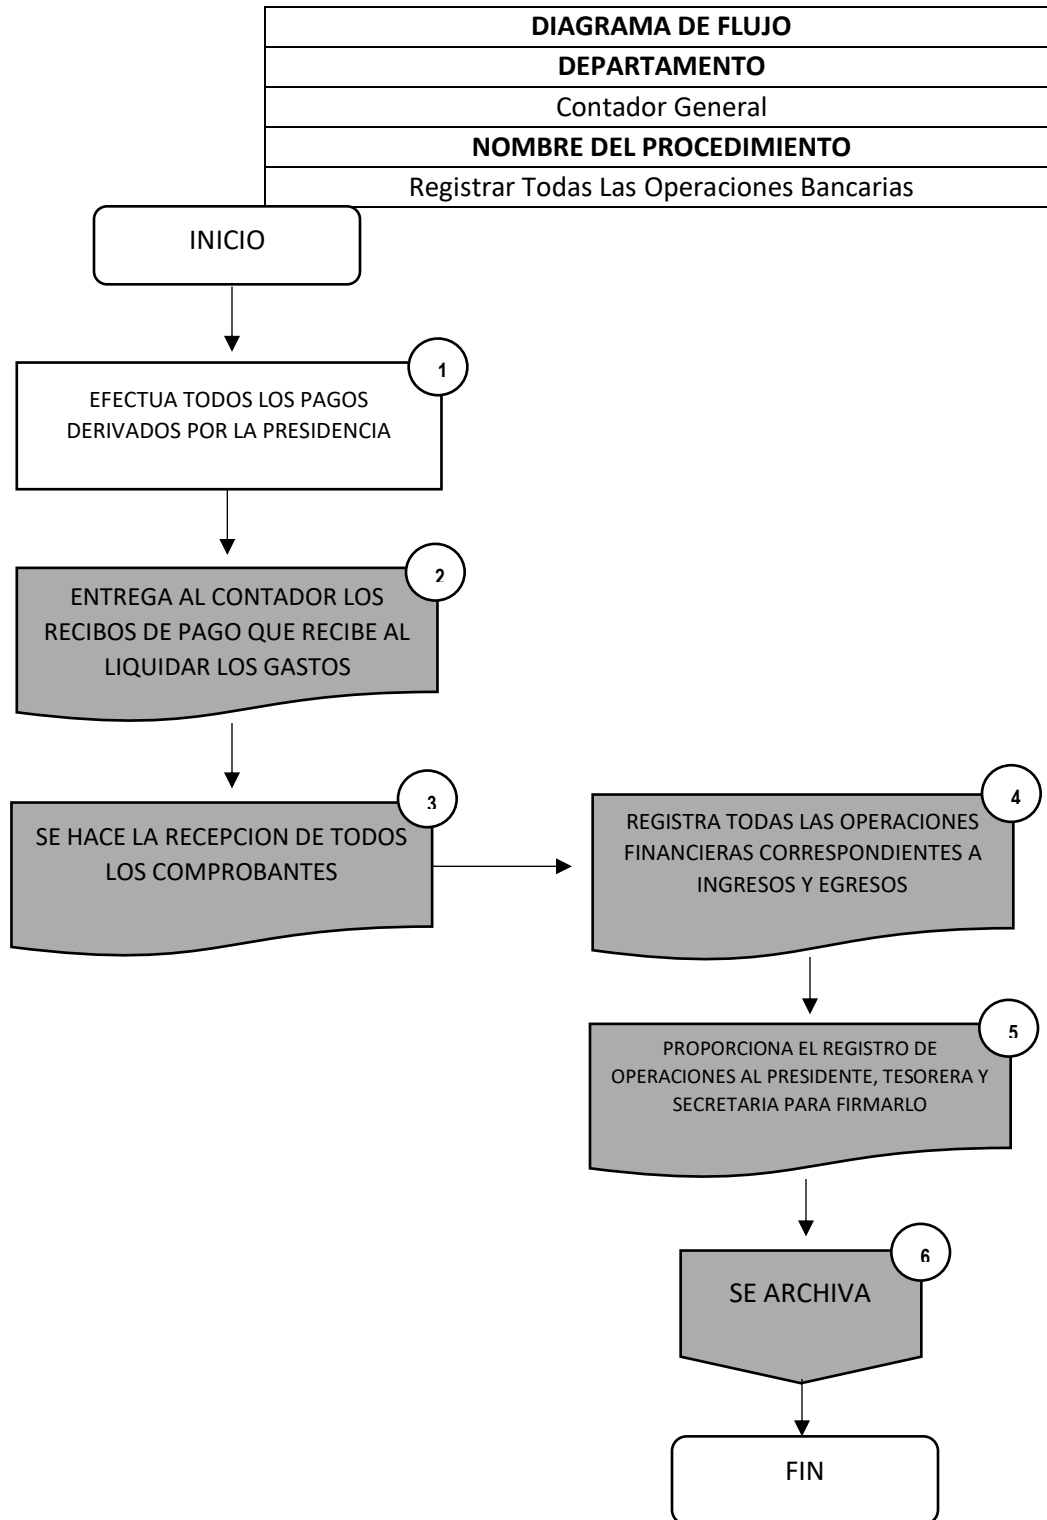 DIAGRAMA DE FLUJO
DEPARTAMENTO
Contador General
NOMBRE DEL PROCEDIMIENTO
Registrar Todas Las Operaciones Bancarias
INICIO
1
EFECTUA TODOS LOS PAGOS
DERIVADOS POR LA PRESIDENCIA
2
ENTREGA AL CONTADOR LOS
RECIBOS DE PAGO QUE RECIBE AL
LIQUIDAR LOS GASTOS
3
SE HACE LA RECEPCION DE TODOS
LOS COMPROBANTES
4
REGISTRA TODAS LAS OPERACIONES
FINANCIERAS CORRESPONDIENTES A
INGRESOS Y EGRESOS
5
PROPORCIONA EL REGISTRO DE
OPERACIONES AL PRESIDENTE, TESORERA Y
SECRETARIA PARA FIRMARLO
6
SE ARCHIVA
FIN